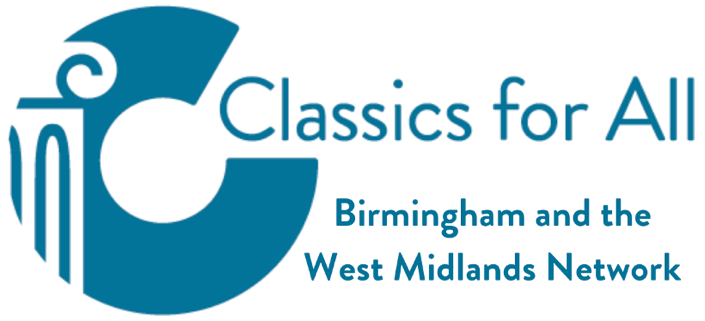 Classics for All
Birmingham and the
West Midlands Network